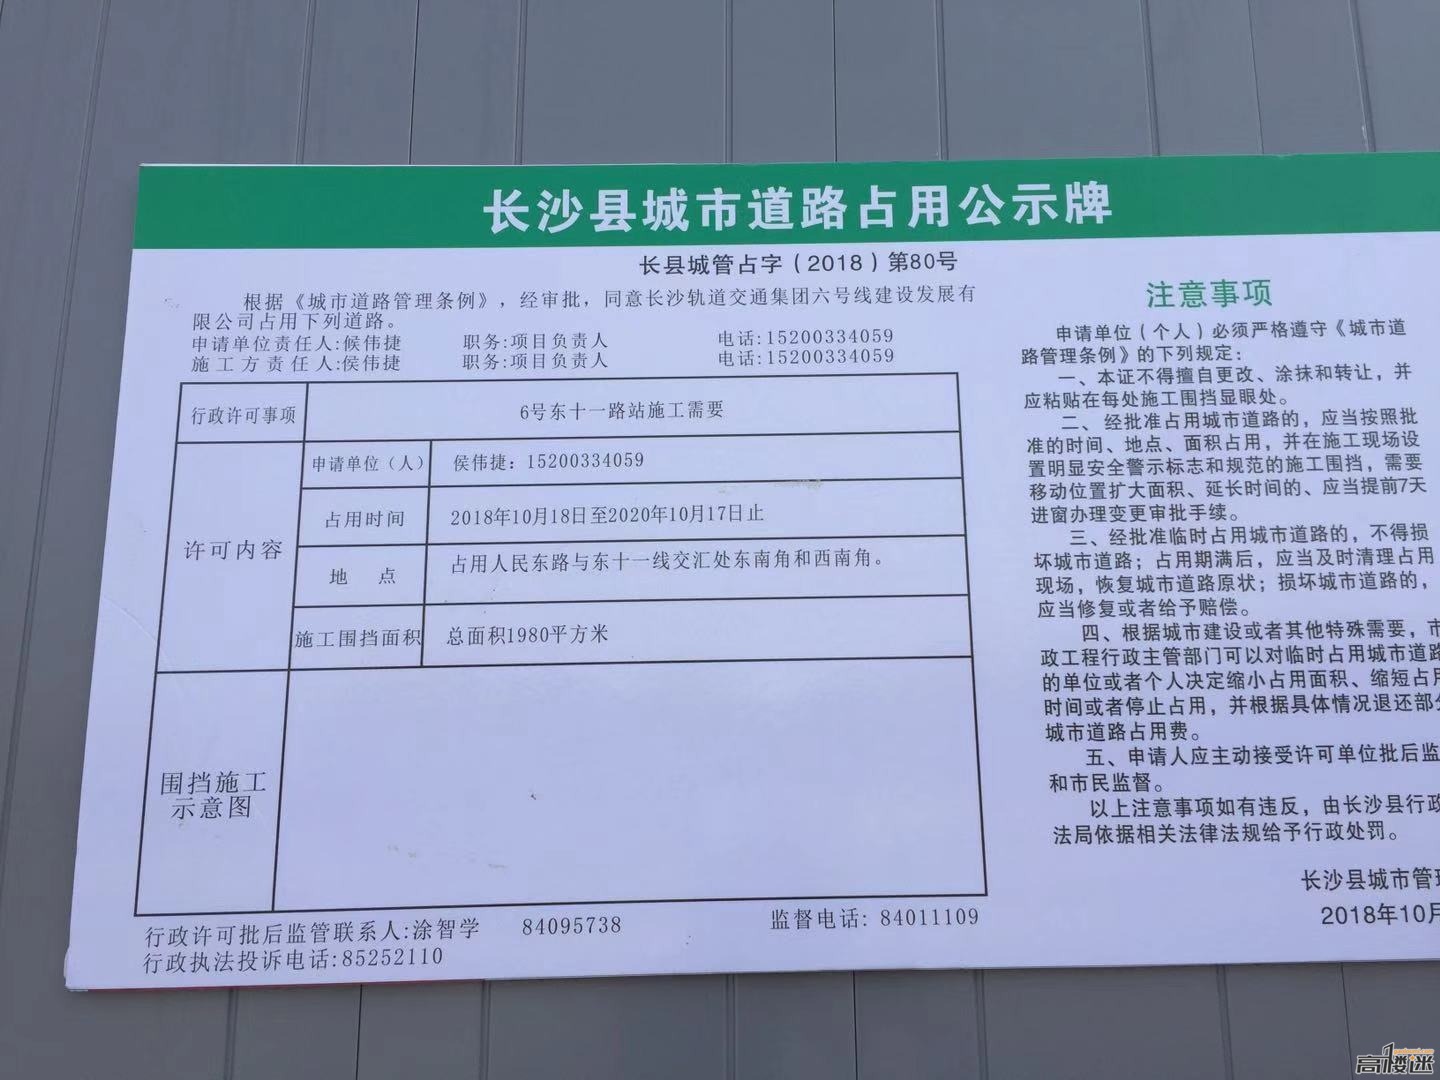 长沙县城市道路占用公示牌
长县城管占字（2018）第80号
根据《城市道路管理条例》，经审批，同意长沙轨道交通集团六号线建设发展有
限公司占用下列道路。
申请单位责任人:候伟捷 职务:项目负责人 电话:15200334059
施工方责任人:侯伟捷 职务:项目负责人 电话:15200334059
行政许可事项 6号东十一路站施工需要
许可内容
申请单位（人） 侯伟捷：15200334059
占用时间 2018年10月18日至2020年10月17日止
地 点 占用人民东路与东十一线交汇处东南角和西南角。
施工围挡面积 总面积1980平方米
围挡施工
示意图
行政许可批后监管联系人:涂智学 84095738 监督电话: 84011109
行政执法投诉电话:85252110
注意事项
申请单位（个人）必须严格遵守《城市道
路管理条例》的下列规定：
一、本证不得擅自更改、涂抹和转让，并
应粘贴在每处施工围挡显眼处。
二、经批准占用城市道路的，应当按照批
准的时间、地点、面积占用，并在施工现场设
置明显安全警示标志和规范的施工围挡，需要
移动位置扩大面积、延长时间的、应当提前7天
进窗办理变更审批手续。
三、经批准临时占用城市道路的，不得损
坏城市道路；占用期满后，应当及时清理占用
现场，恢复城市道路原状；损坏城市道路的，
应当修复或者给予赔偿。
四、根据城市建设或者其他特殊需要，市
政工程行政主管部门可以对临时占用城市道路
的单位或者个人决定缩小占用面积、缩短占用
时间或者停止占用，并根据具体情况退还部分
城市道路占用费。
五、申请人应主动接受许可单位批后监
和市民监督。
以上注意事项如有违反，由长沙县行政
法局依据相关法律法规给予行政处罚。
长沙县城市管理
2018年10月
高楼迷